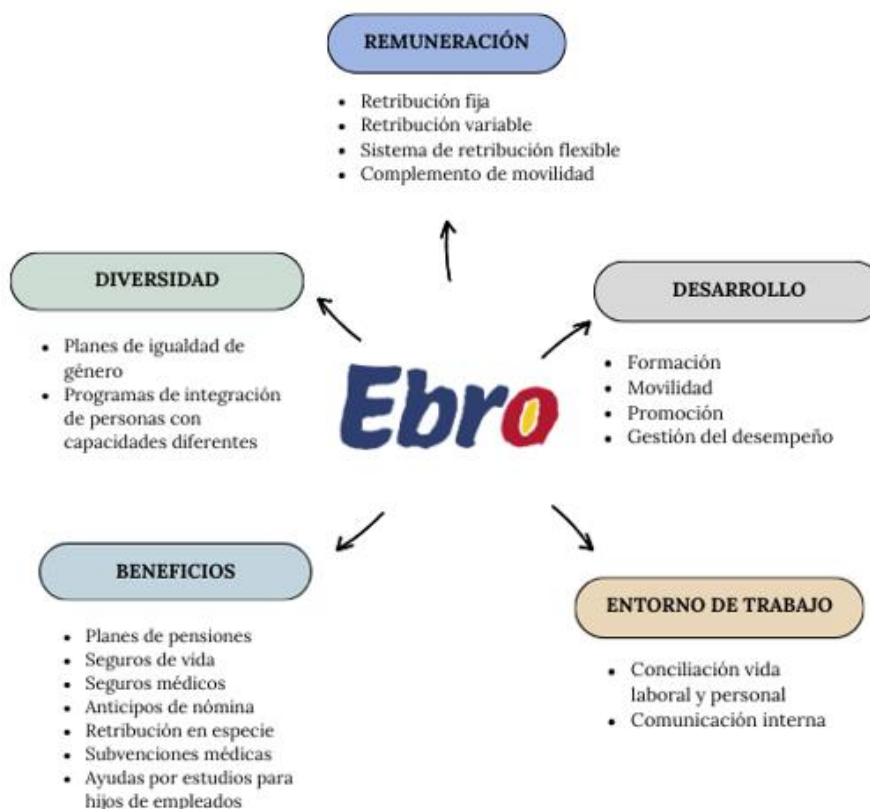 REMUNERACIÓN
Retribución fija
Retribución variable
Sistema de retribución flexible
Complemento de movilidad
DIVERSIDAD
Planes de igualdad de
género
Programas de integración
de personas con
capacidades diferentes
DESARROLLO
Formación
Movilidad
Promoción
Gestión del desempeño
Ebro
BENEFICIOS
Planes de pensiones
Seguros de vida
Seguros médicos
Anticipos de nómina
Retribución en especie
Subvenciones médicas
Ayudas por estudios para
hijos de empleados
ENTORNO DE TRABAJO
Conciliación vida
laboral y personal
Comunicación interna